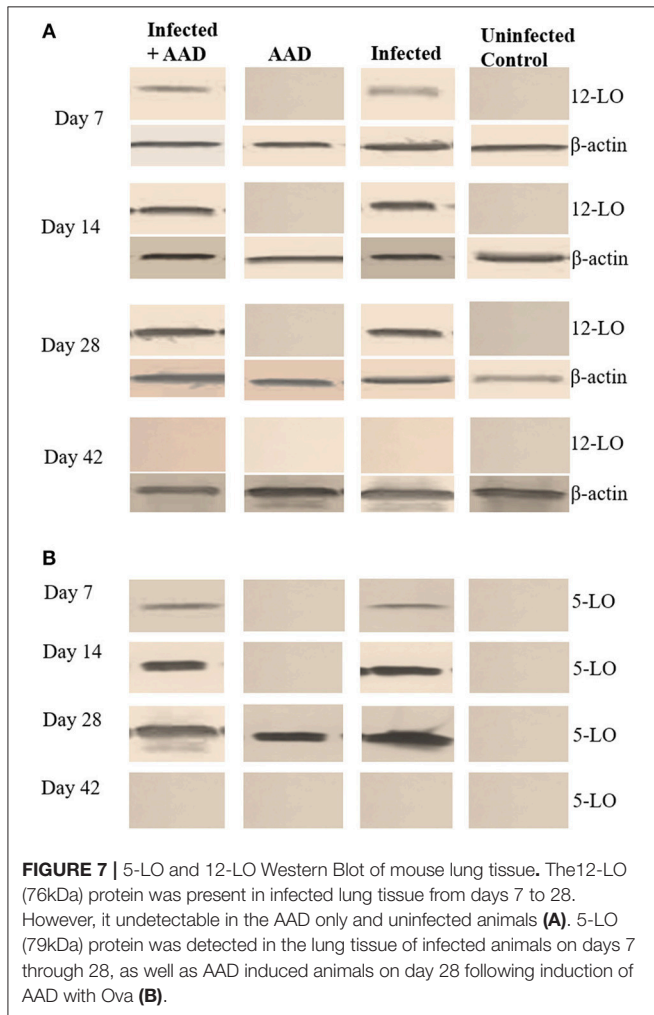 A
Infected + AAD
AAD
Infected
Uninfected Control
Day 7
12-LO
β-actin
Day 14
12-LO
β-actin
Day 28
12-LO
β-actin
Day 42
12-LO
β-actin
B
Day 7
5-LO
Day 14
5-LO
Day 28
5-LO
Day 42
5-LO
FIGURE 7 | 5-LO and 12-LO Western Blot of mouse lung tissue. The12-LO
(76kDa) protein was present in infected lung tissue from days 7 to 28.
However, it undetectable in the AAD only and uninfected animals (A). 5-LO
(79kDa) protein was detected in the lung tissue of infected animals on days 7
through 28, as well as AAD induced animals on day 28 following induction of
AAD with Ova (B).